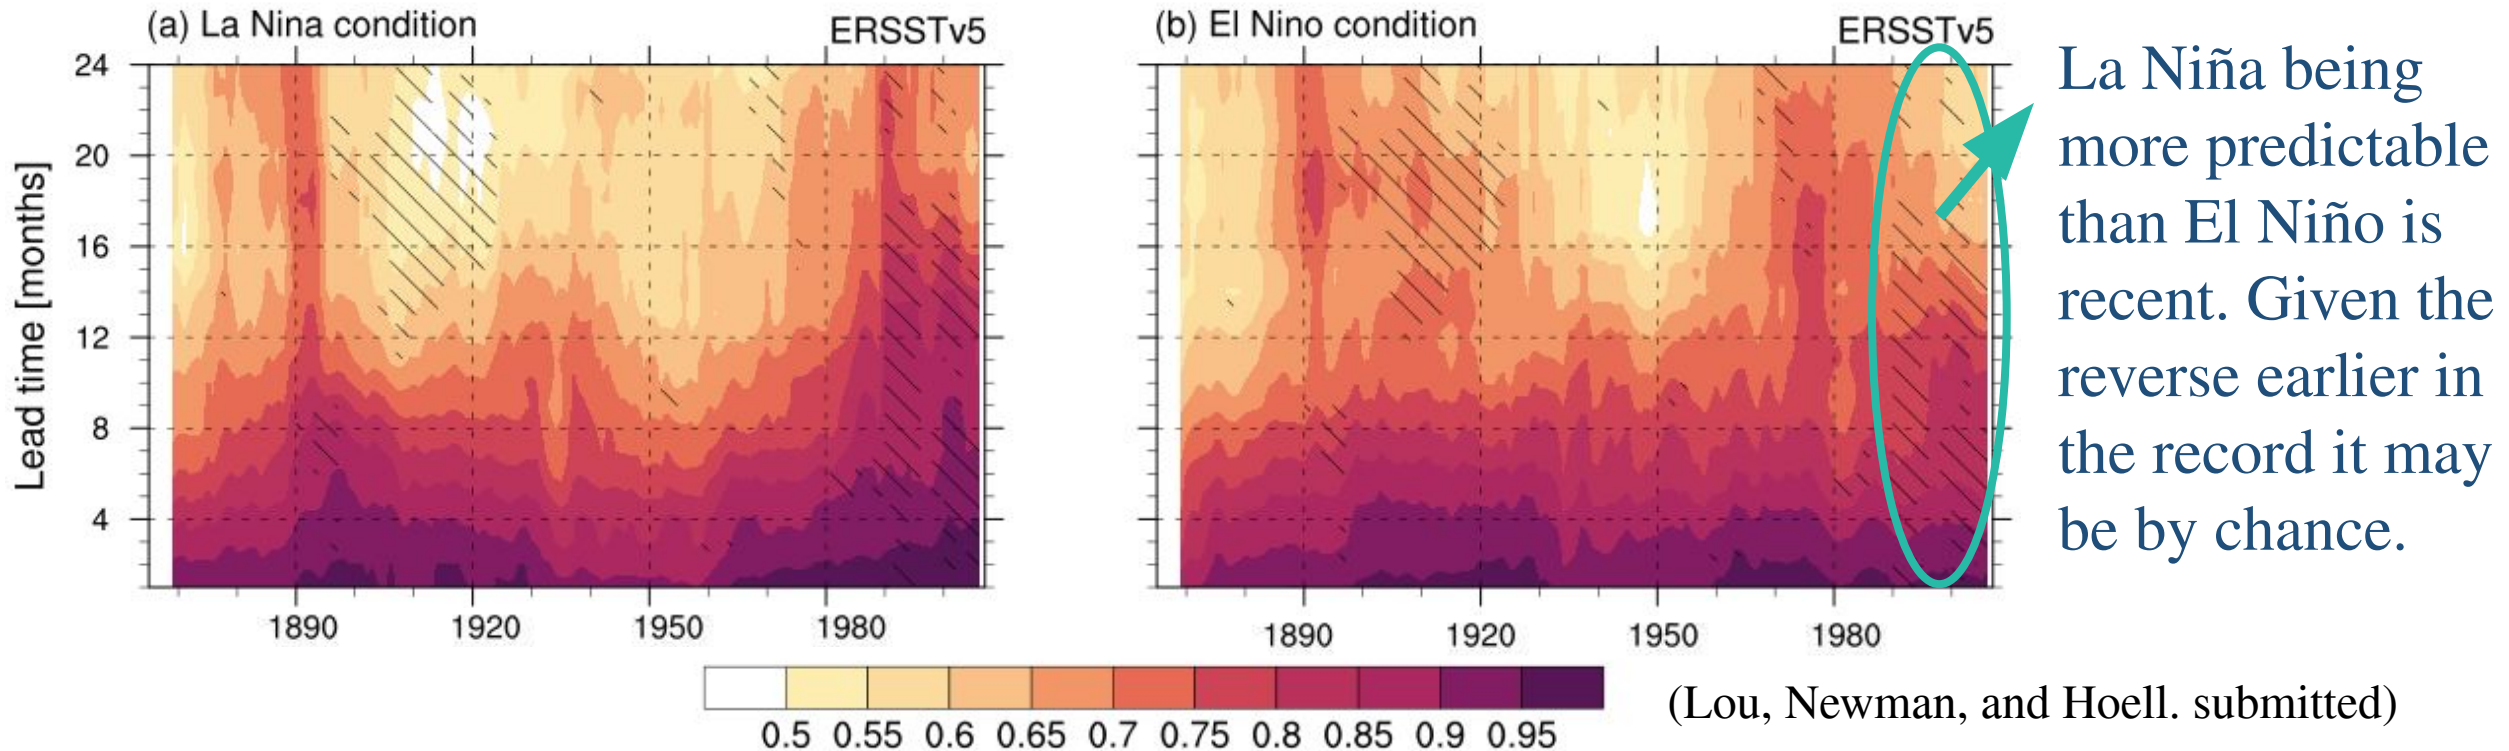 (a) La Nina condition
ERSSTv5
(b) El Nino condition
ERSSTv5
Lead time [months]
24
20
16
12
8
4
1890
1920
1950
1980
1890
1920
1950
1980
0.5 0.55 0.6 0.65 0.7 0.75 0.8 0.85 0.9 0.95
La Niña being
more predictable
than El Niño is
recent. Given the
reverse earlier in
the record it may
be by chance.
(Lou, Newman, and Hoell. submitted)